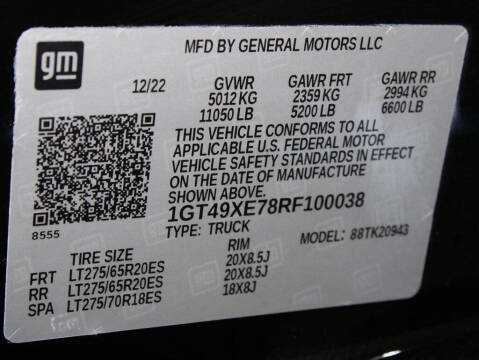 gm
MFD BY GENERAL MOTORS LLC
12/22 GVWR GAWR FRT GAWR RR
5012 KG 2359 KG 2994 KG
11050 LB 5200 LB 6600 LB
THIS VEHICLE CONFORMS TO ALL
APPLICABLE U.S. FEDERAL MOTOR
VEHICLE SAFETY STANDARDS IN EFFECT
ON THE DATE OF MANUFACTURE
SHOWN ABOVE.
8555
1GT49XE78RF100038
TYPE: TRUCK MODEL: 88TK20943
TIRE SIZE RIM
FRT LT275/65R20ES 20X8.5J
RR LT275/65R20ES 20X8.5J
SPA LT275/70R18ES 18X8J